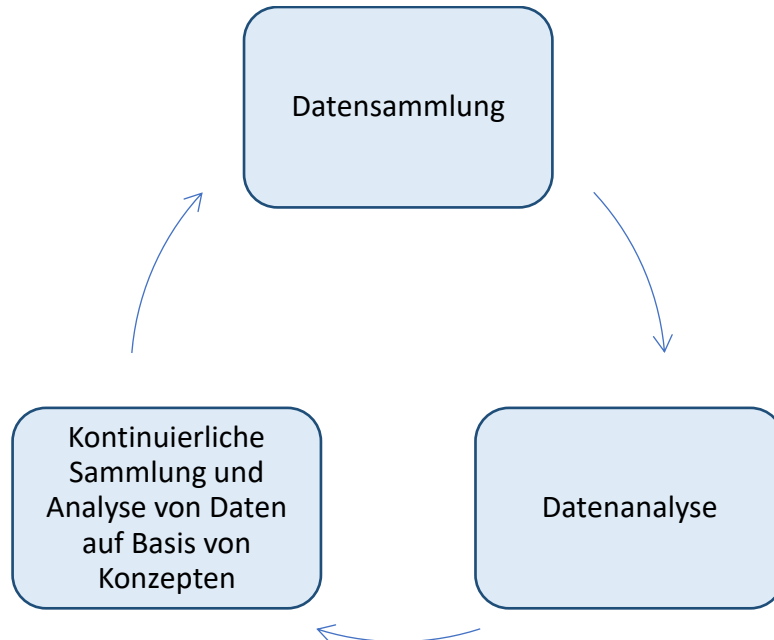 Datensammlung
Datenanalyse
Kontinuierliche
Sammlung und
Analyse von Daten
auf Basis von
Konzepten